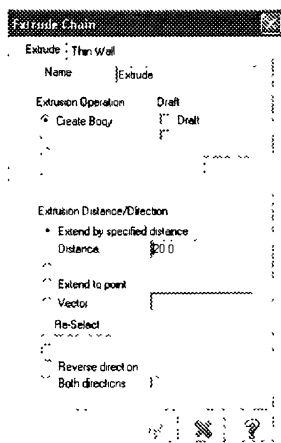 Extrude Chain
Extrude Thin Wall
Name Extrude
Extrusion Operation Draft
Create Body Draft
Extrusion Distance/Direction
Extend by specified distance
Distance 20.0
Extend to point
Vector
Re-Select
Reverse direction
Both directions